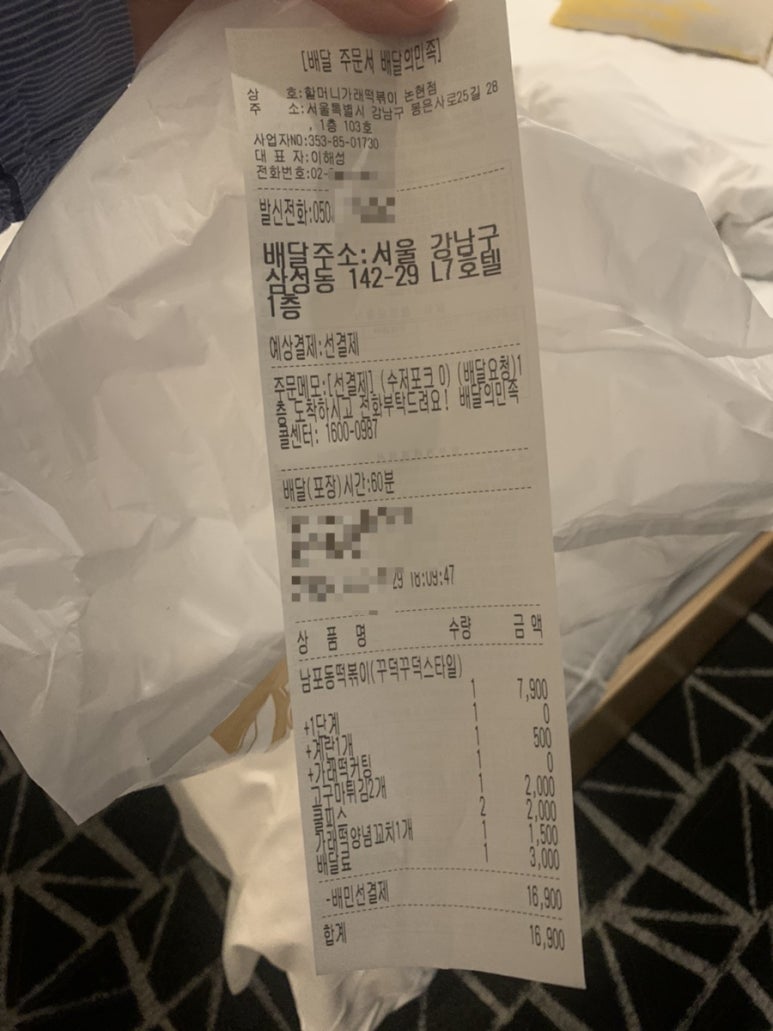 [배달 주문서 배달의민족]
상 호:할머니가래떡볶이 논현점
주 소:서울특별시 강남구 봉은사로25길 28
, 1층 103호
사업자NO:353-85-01730
대 표 자:이해성
전화번호:02-
발신전화:050
배달주소:서울 강남구
삼성동 142-29 L7호텔
1층
예상결제:선결제
주문메모:[선결제] (수저포크 0) (배달요청)1
층 도착하시고 전화부탁드려요! 배달의민족
콜센터: 1600-0987
배달(포장)시간:60분
29 18:09:47
상 품 명 수량 금 액
남포동떡볶이(꾸덕꾸덕스타일)
1 7,900
+1단계 1 0
+계란1개 1 500
+가래떡커팅 1 0
고구마튀김2개 1 2,000
쿨피스 2 2,000
가래떡양념꼬치1개 1 1,500
배달료 1 3,000
-배민선결제 16,900
합계 16,900